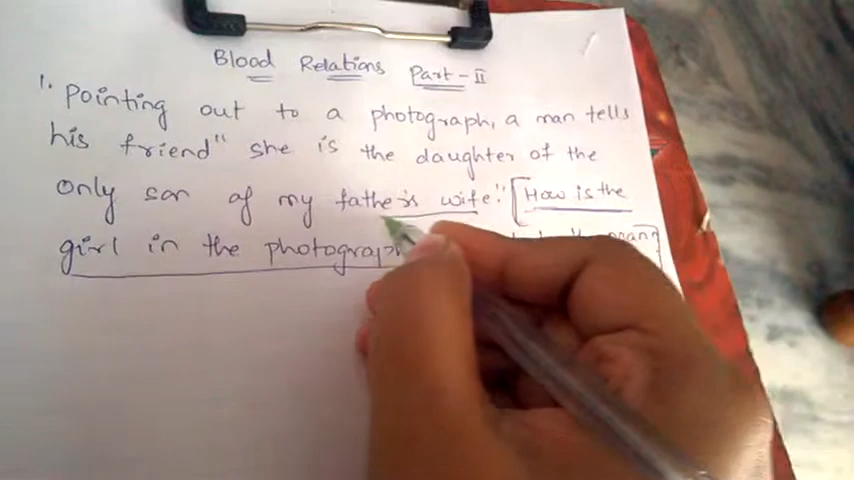 Blood Relations Part-II
1. Pointing out to a photograph, a man tells
his friend" she is the daughter of the
only son of my father's wife." [How is the
girl in the photograph